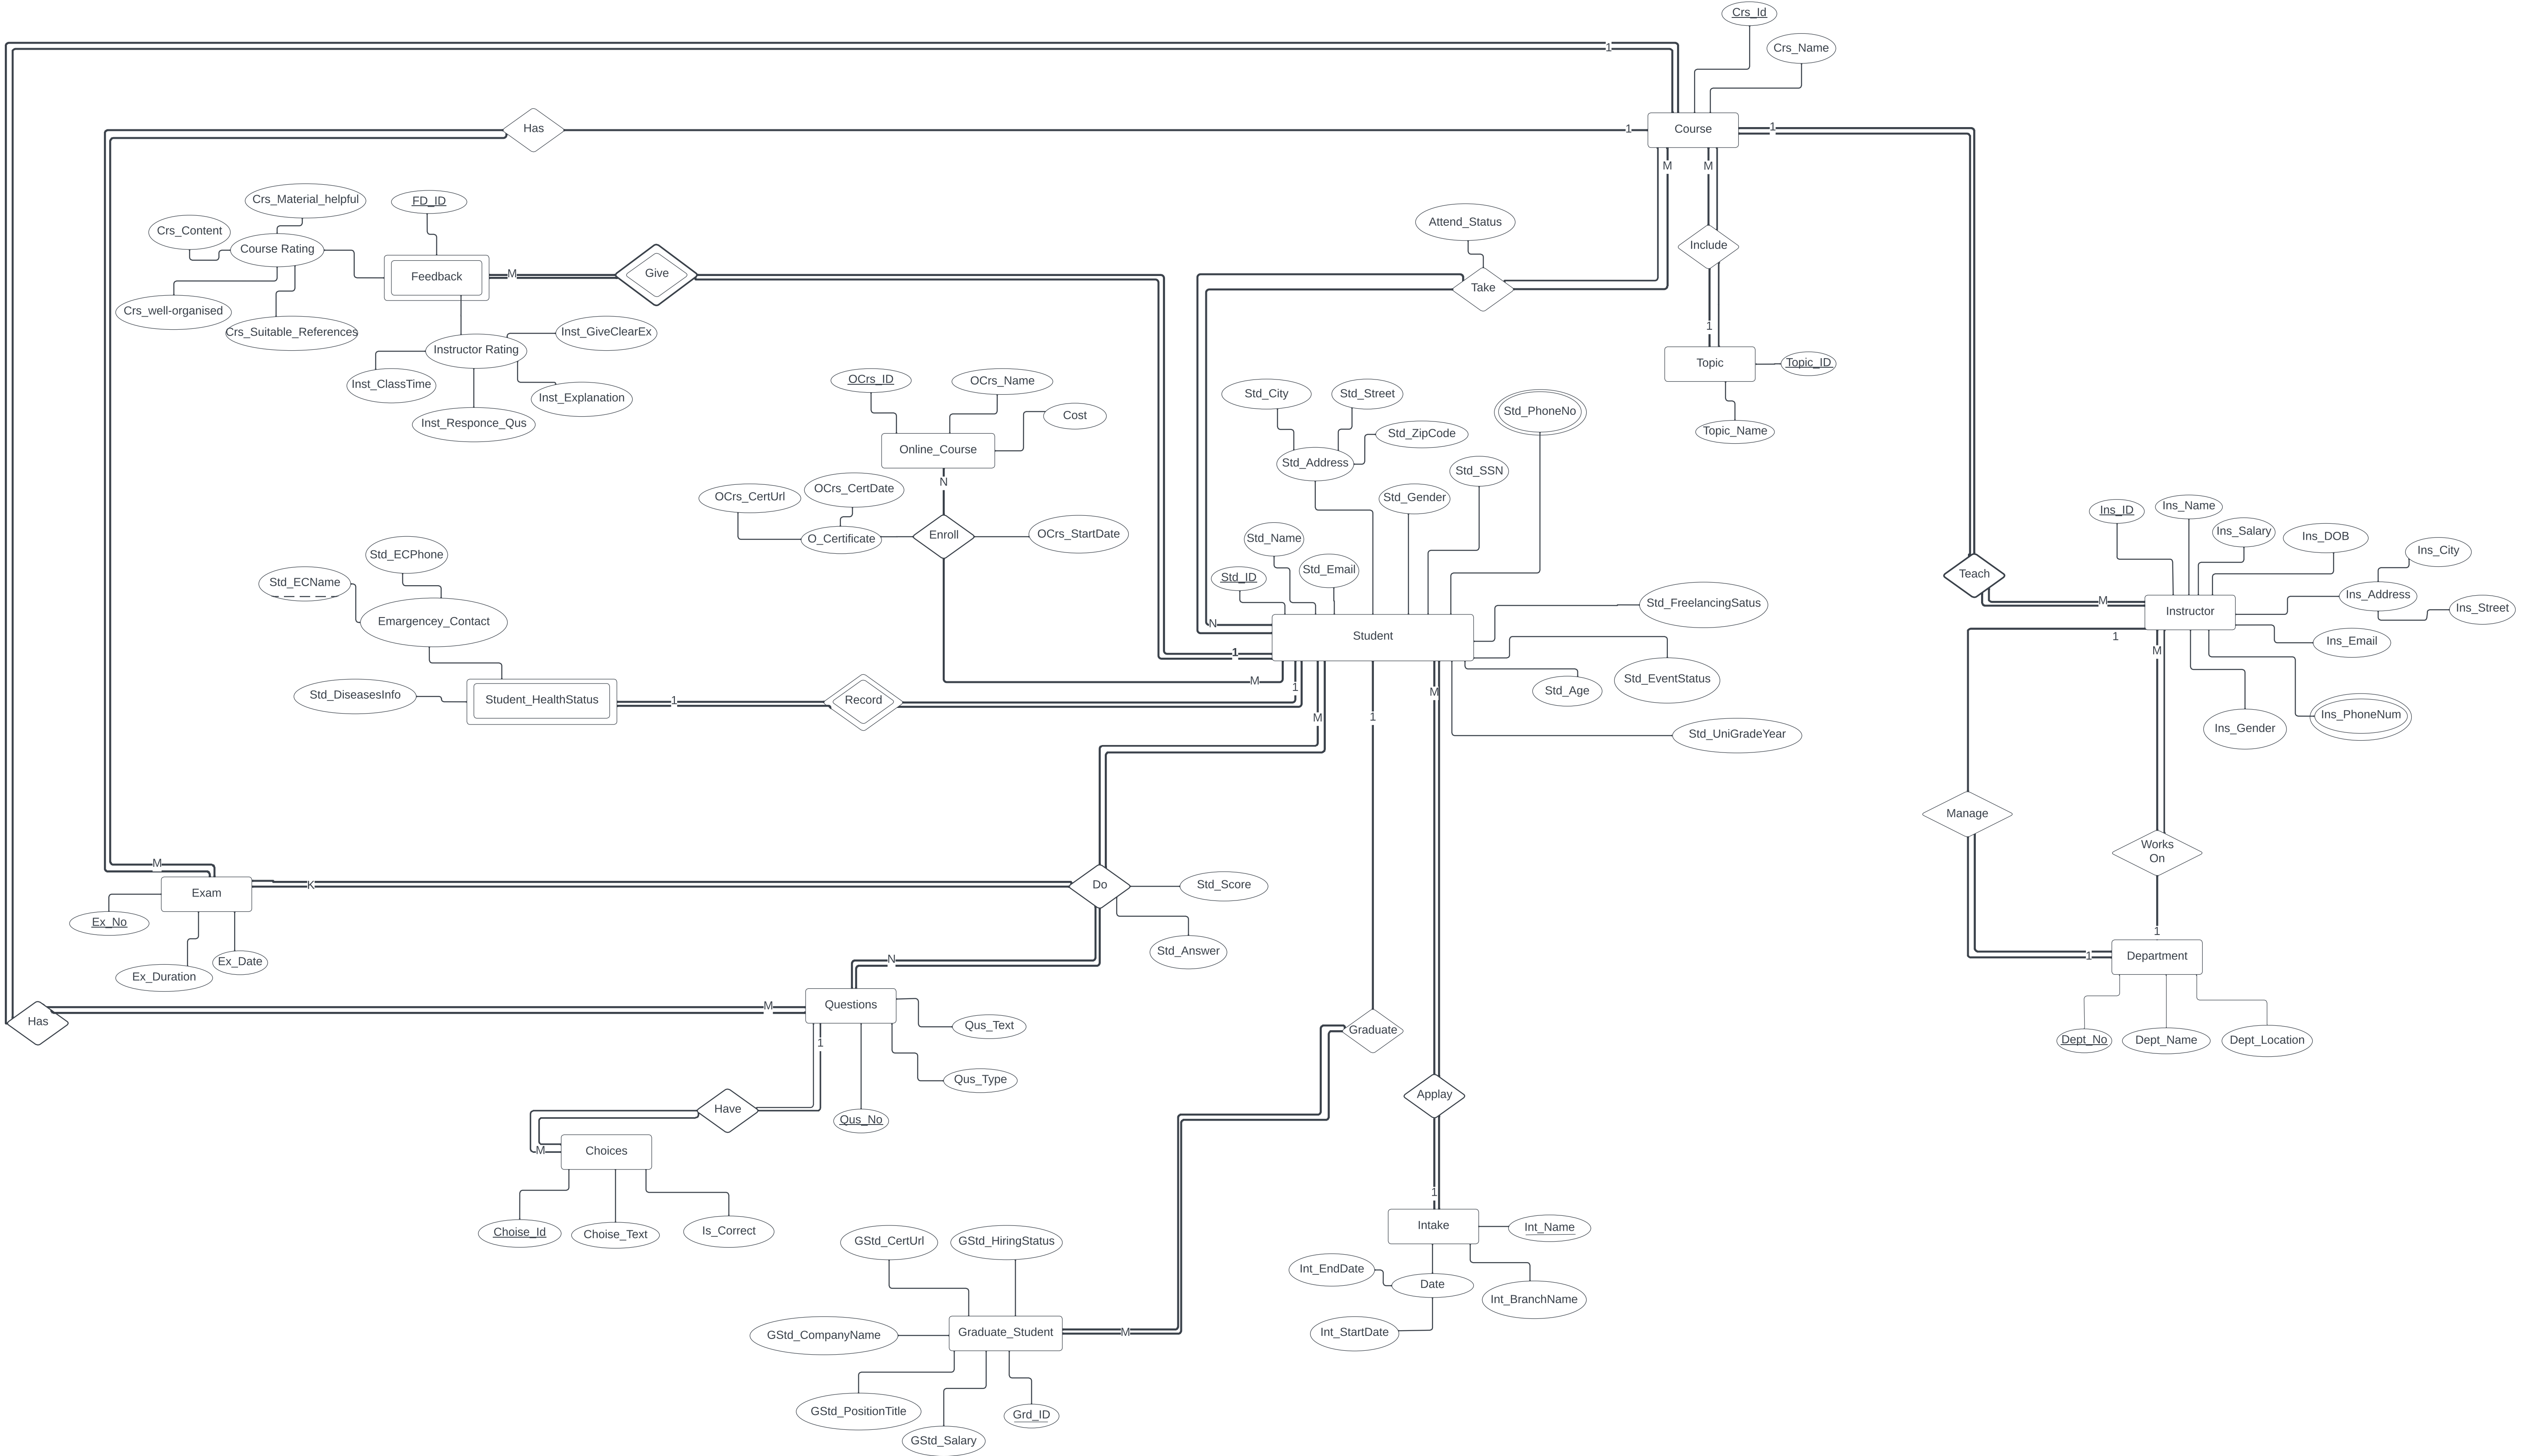 Crs_Id
Crs_Name
1
Has
1
Course
1
M
M
Crs_Material_helpful
FD_ID
Crs_Content
Course Rating
Feedback
M
Give
Crs_well-organised
Crs_Suitable_References
Instructor Rating
Inst_GiveClearEx
Inst_ClassTime
Inst_Explanation
Inst_Responce_Qus
Attend_Status
Take
Include
1
Topic
Topic_ID
Topic_Name
OCrs_ID
OCrs_Name
Cost
Online_Course
N
OCrs_CertUrl
OCrs_CertDate
O_Certificate
Enroll
OCrs_StartDate
Std_City
Std_Street
Std_ZipCode
Std_Address
Std_PhoneNo
Std_SSN
Std_Gender
Std_Name
Std_Email
Std_ID
Std_FreelancingSatus
N
Student
1
M
1
Std_EventStatus
Std_Age
Std_UniGradeYear
M
1
M
Std_ECPhone
Std_ECName
Emargencey_Contact
Std_DiseasesInfo
Student_HealthStatus
1
Record
Ins_ID
Ins_Name
Ins_Salary
Ins_DOB
Ins_City
Teach
Ins_Address
Ins_Street
M
Instructor
Ins_Email
1
M
Ins_Gender
Ins_PhoneNum
Manage
Works
On
1
1
Department
Dept_No
Dept_Name
Dept_Location
M
Exam
K
Do
Std_Score
Std_Answer
Ex_No
Ex_Duration
Ex_Date
N
Has
M
Questions
Qus_Text
1
Qus_Type
Qus_No
Have
M
Choices
Choise_Id
Choise_Text
Is_Correct
Graduate
Applay
1
Intake
Int_Name
Int_EndDate
Date
Int_BranchName
Int_StartDate
GStd_CertUrl
GStd_HiringStatus
GStd_CompanyName
Graduate_Student
M
GStd_PositionTitle
Grd_ID
GStd_Salary